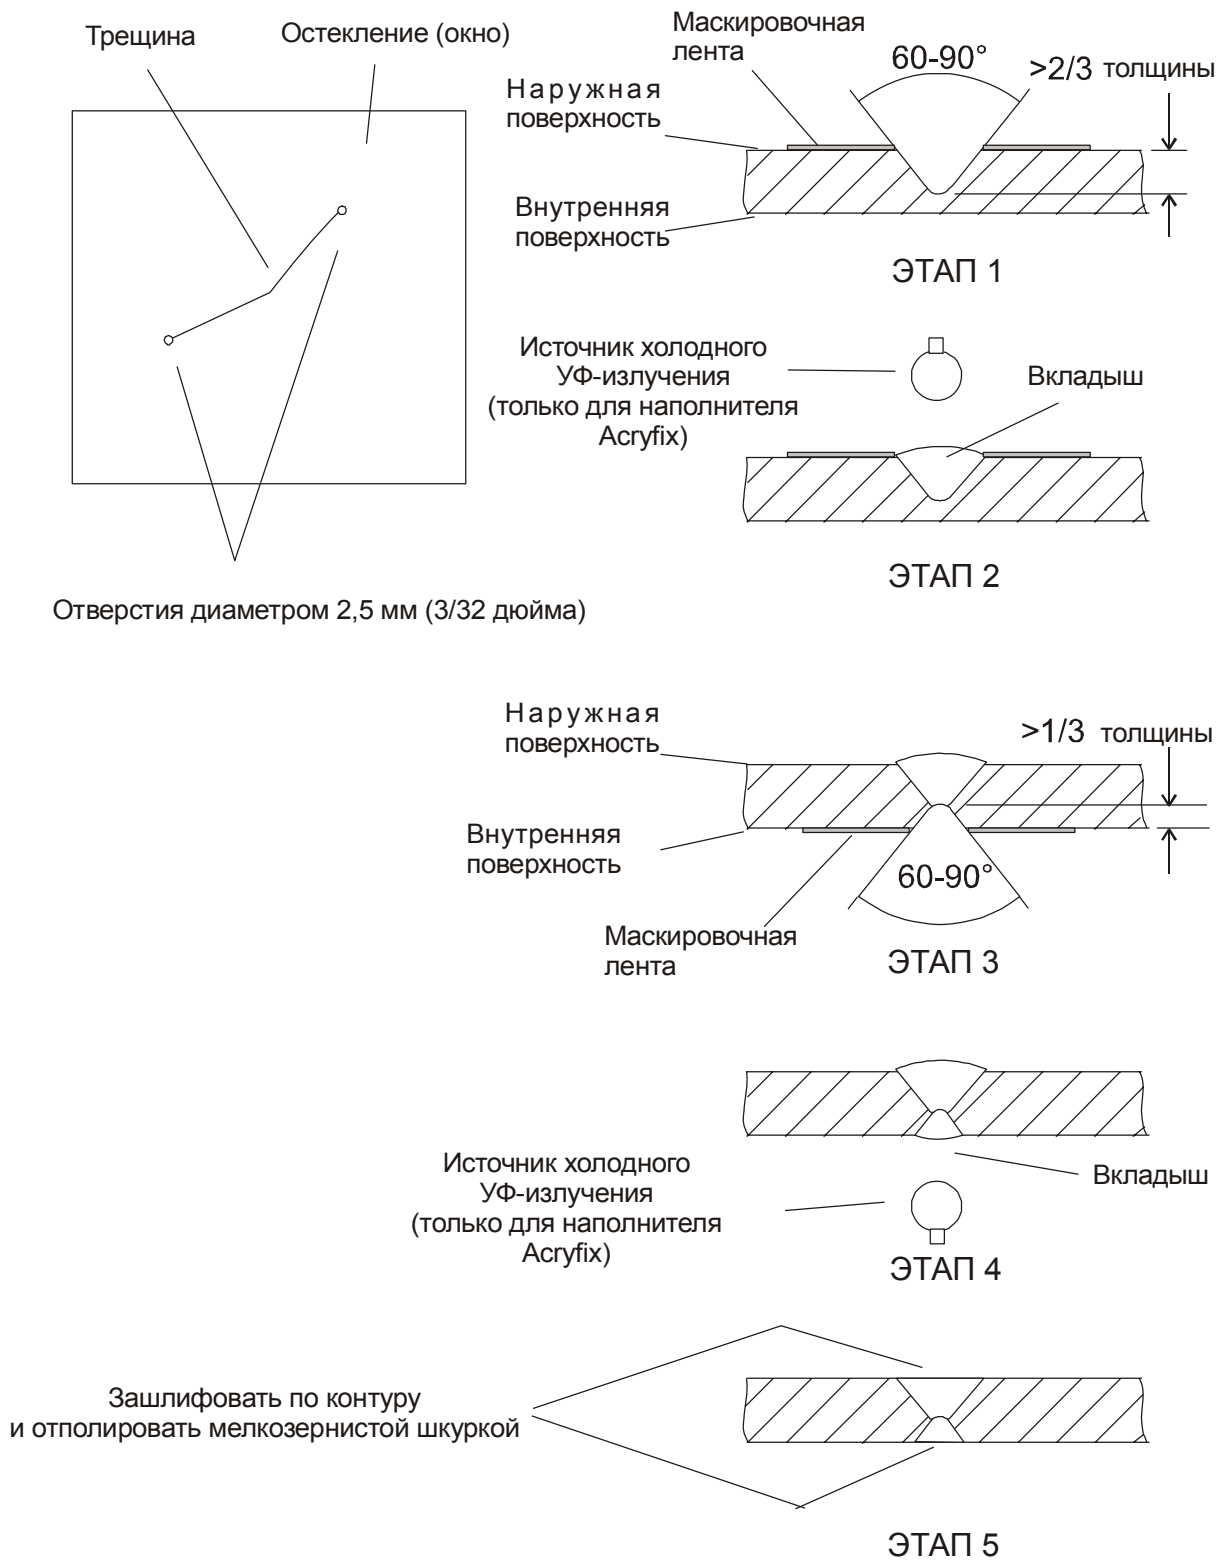 Трещина
Остекление (окно)
Отверстия диаметром 2,5 мм (3/32 дюйма)
Маскировочная
лента
60-90°
>2/3 толщины
Наружная
поверхность
Внутренняя
поверхность
ЭТАП 1
Источник холодного
УФ-излучения
(только для наполнителя
Acryfix)
Вкладыш
ЭТАП 2
Наружная
поверхность
>1/3 толщины
Внутренняя
поверхность
60-90°
Маскировочная
лента
ЭТАП 3
Источник холодного
УФ-излучения
(только для наполнителя
Acryfix)
Вкладыш
ЭТАП 4
Зашлифовать по контуру
и отполировать мелкозернистой шкуркой
ЭТАП 5